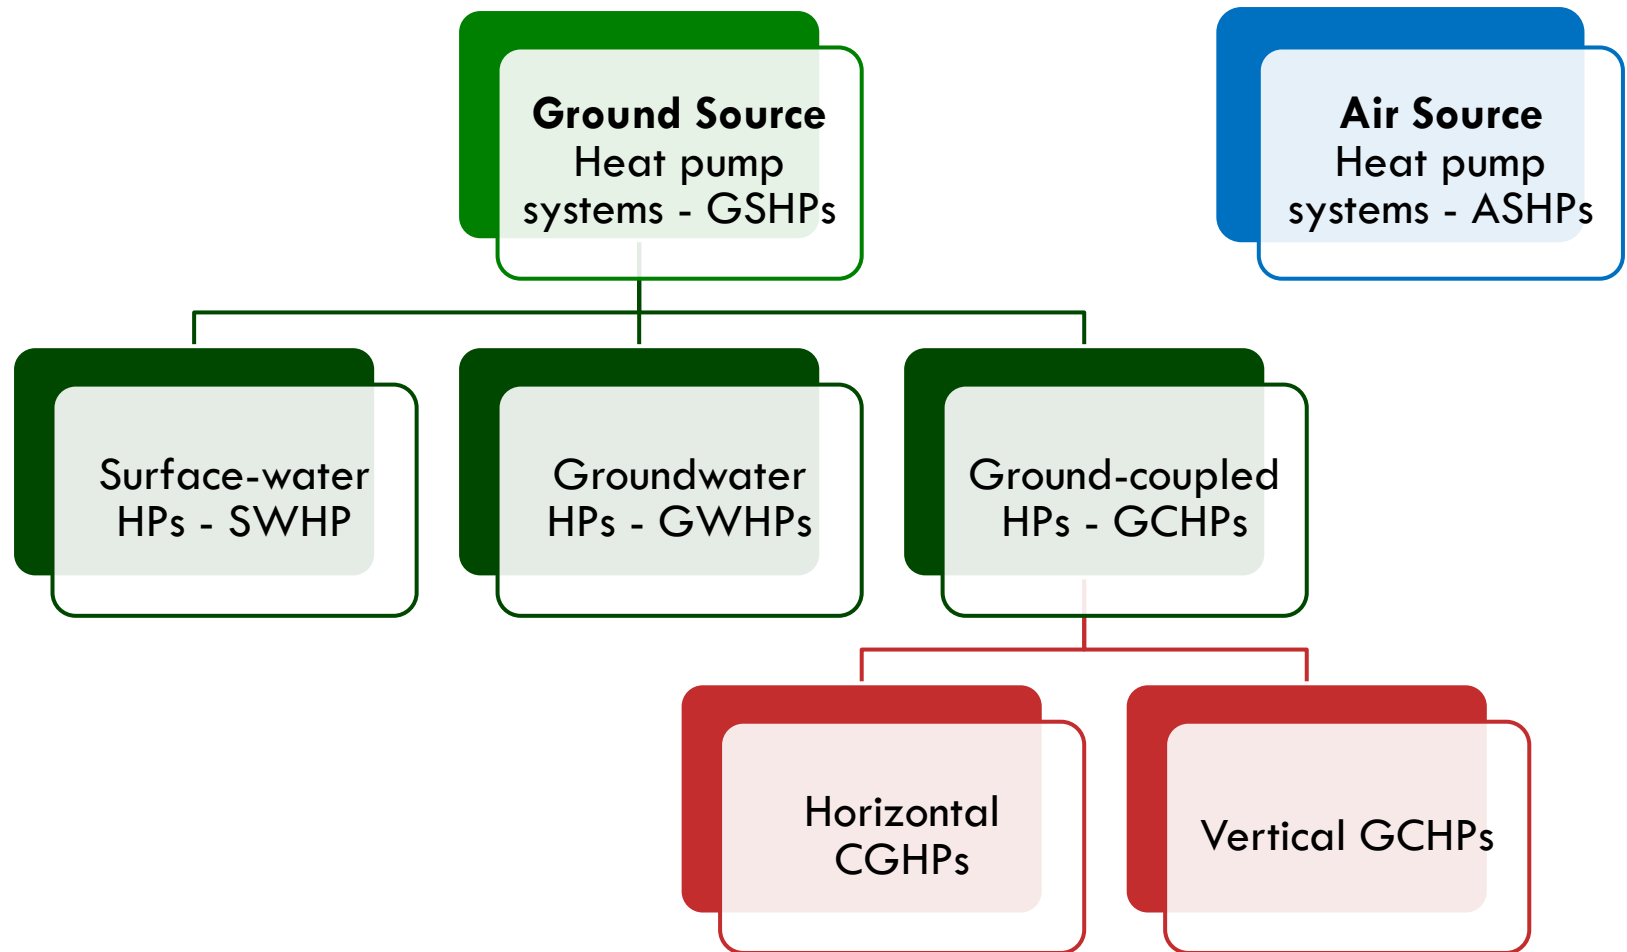 Ground Source
Heat pump
systems - GSHPs
Air Source
Heat pump
systems - ASHPs
Surface-water
HPs - SWHP
Groundwater
HPs - GWHPs
Ground-coupled
HPs - GCHPs
Horizontal
CGHPs
Vertical GCHPs